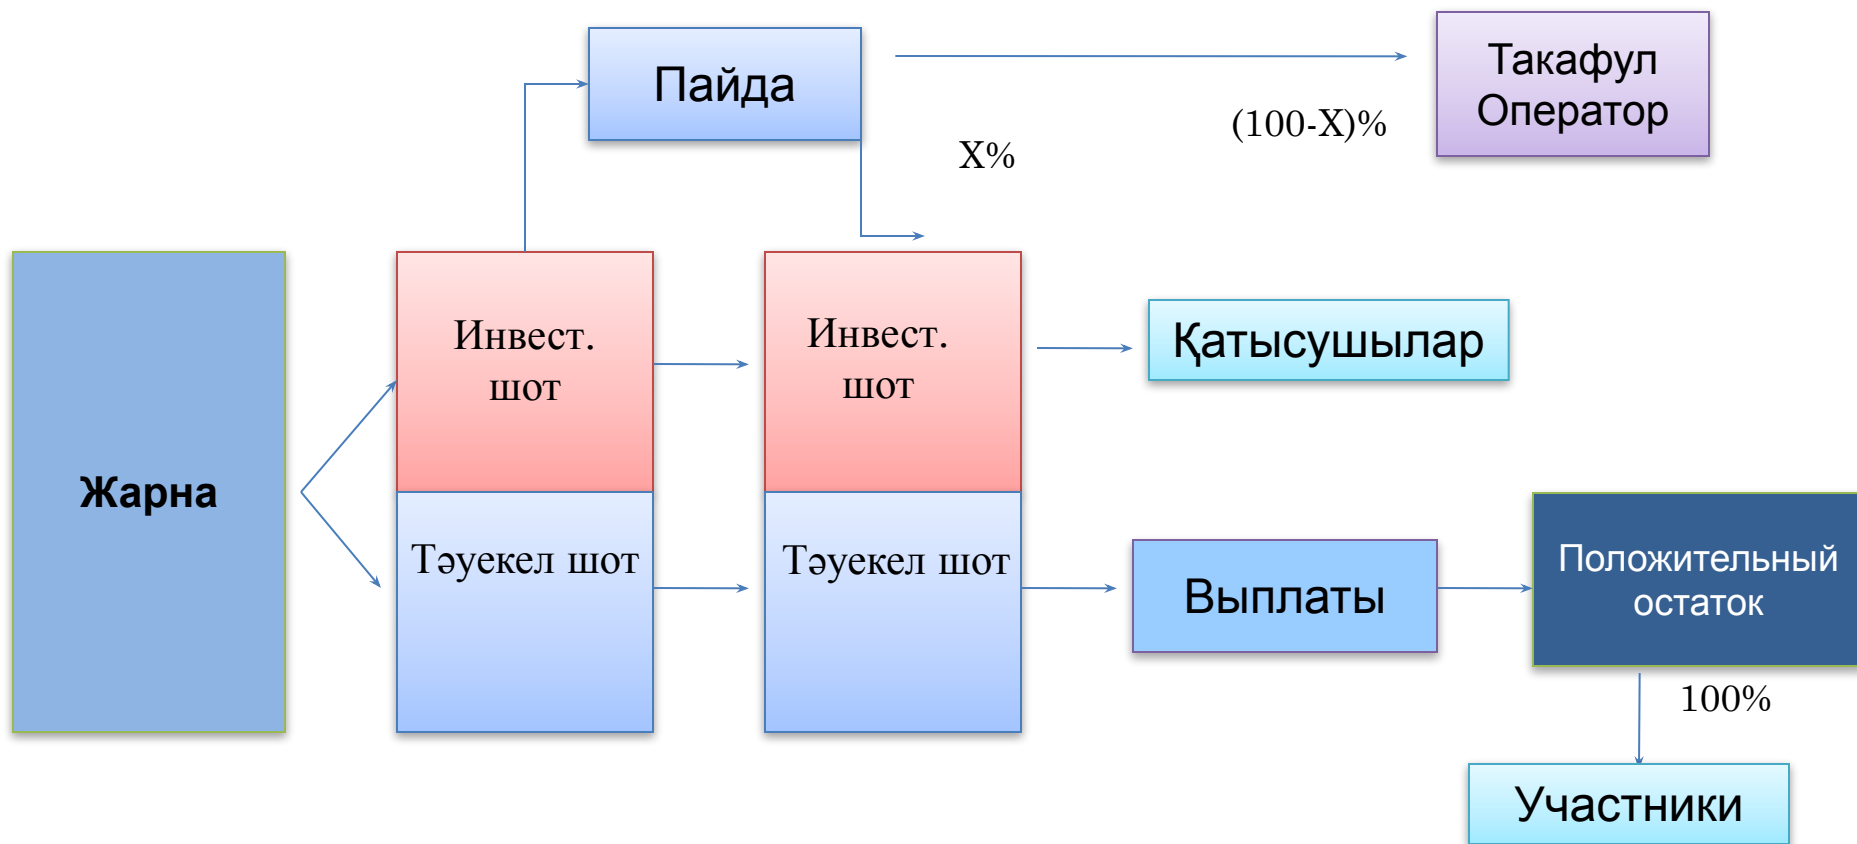 Пайда
Такафул
Оператор
X%
(100-X)%
Жарна
Инвест.
шот
Тәуекел шот
Инвест.
шот
Тәуекел шот
Қатысушылар
Выплаты
Положительный
остаток
100%
Участники